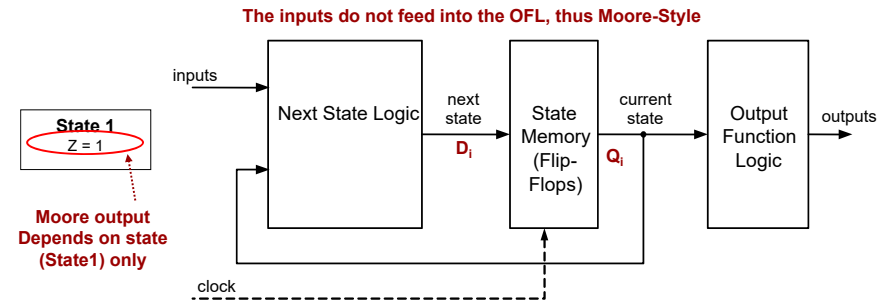 The inputs do not feed into the OFL, thus Moore-Style
inputs
Next State Logic
next
state
D_i
State
Memory
(Flip-
Flops)
current
state
Q_i
Output
Function
Logic
outputs
State 1
Z = 1
Moore output
Depends on state
(State1) only
clock